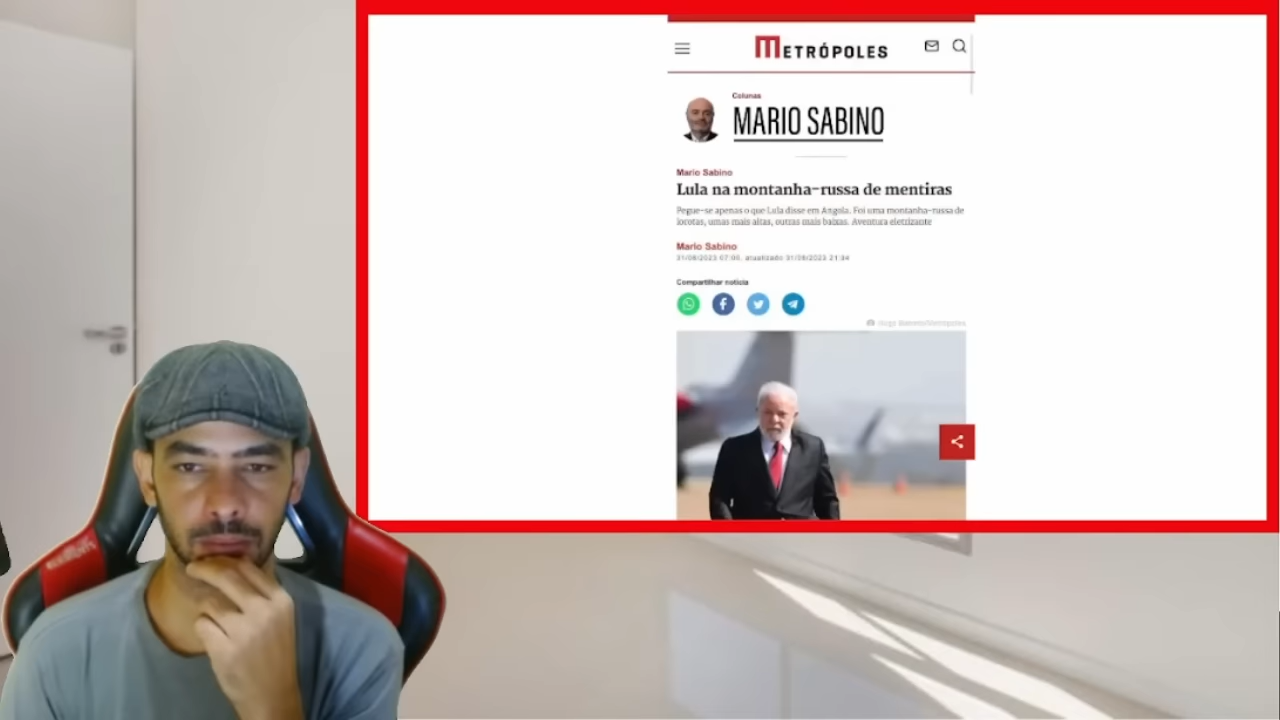 METRÓPOLES
Colunas
MARIO SABINO
Mario Sabino
Lula na montanha-russa de mentiras
Pegue-se apenas o que Lula disse em Angola. Foi uma montanha-russa de
lorotas, umas mais altas, outras mais baixas. Aventura eletrizante
Mario Sabino
Compartilhar notícia